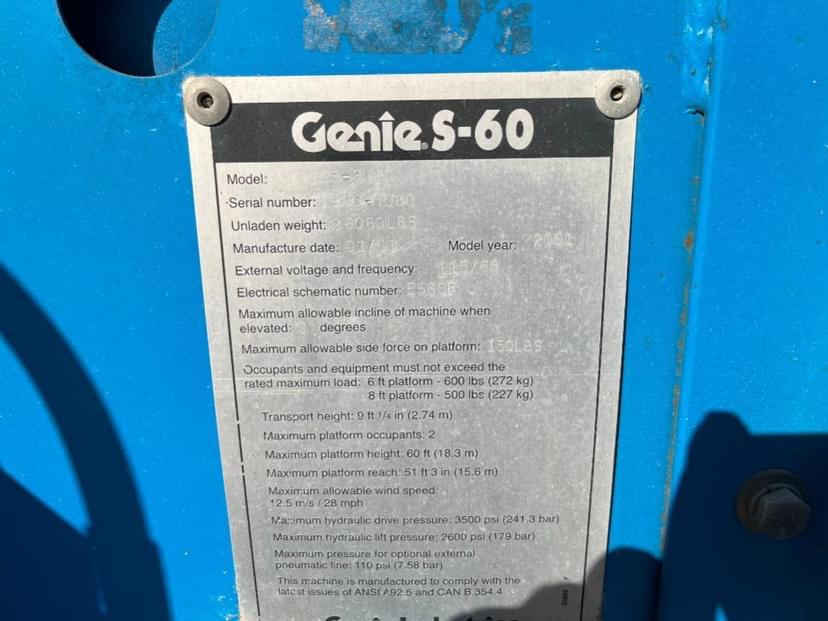 Genie S-60
Model:
Serial number:
Unladen weight:
Manufacture date: Model year: 2001
External voltage and frequency: 115/60
Electrical schematic number: ES60F
Maximum allowable incline of machine when
elevated: degrees
Maximum allowable side force on platform: 150LBS
Occupants and equipment must not exceed the
rated maximum load: 6 ft platform - 600 lbs (272 kg)
8 ft platform - 500 lbs (227 kg)
Transport height: 9 ft 1/4 in (2.74 m)
Maximum platform occupants: 2
Maximum platform height: 60 ft (18.3 m)
Maximum platform reach: 51 ft 3 in (15.6 m)
Maximum allowable wind speed
12.5 m/s / 28 mph
Maximum hydraulic drive pressure: 3500 psi (241.3 bar)
Maximum hydraulic lift pressure: 2600 psi (179 bar)
Maximum pressure for optional external
pneumatic line: 110 psi (7.58 bar)
This machine is manufactured to comply with the
latest issues of ANSI A92.5 and CAN B 354.4